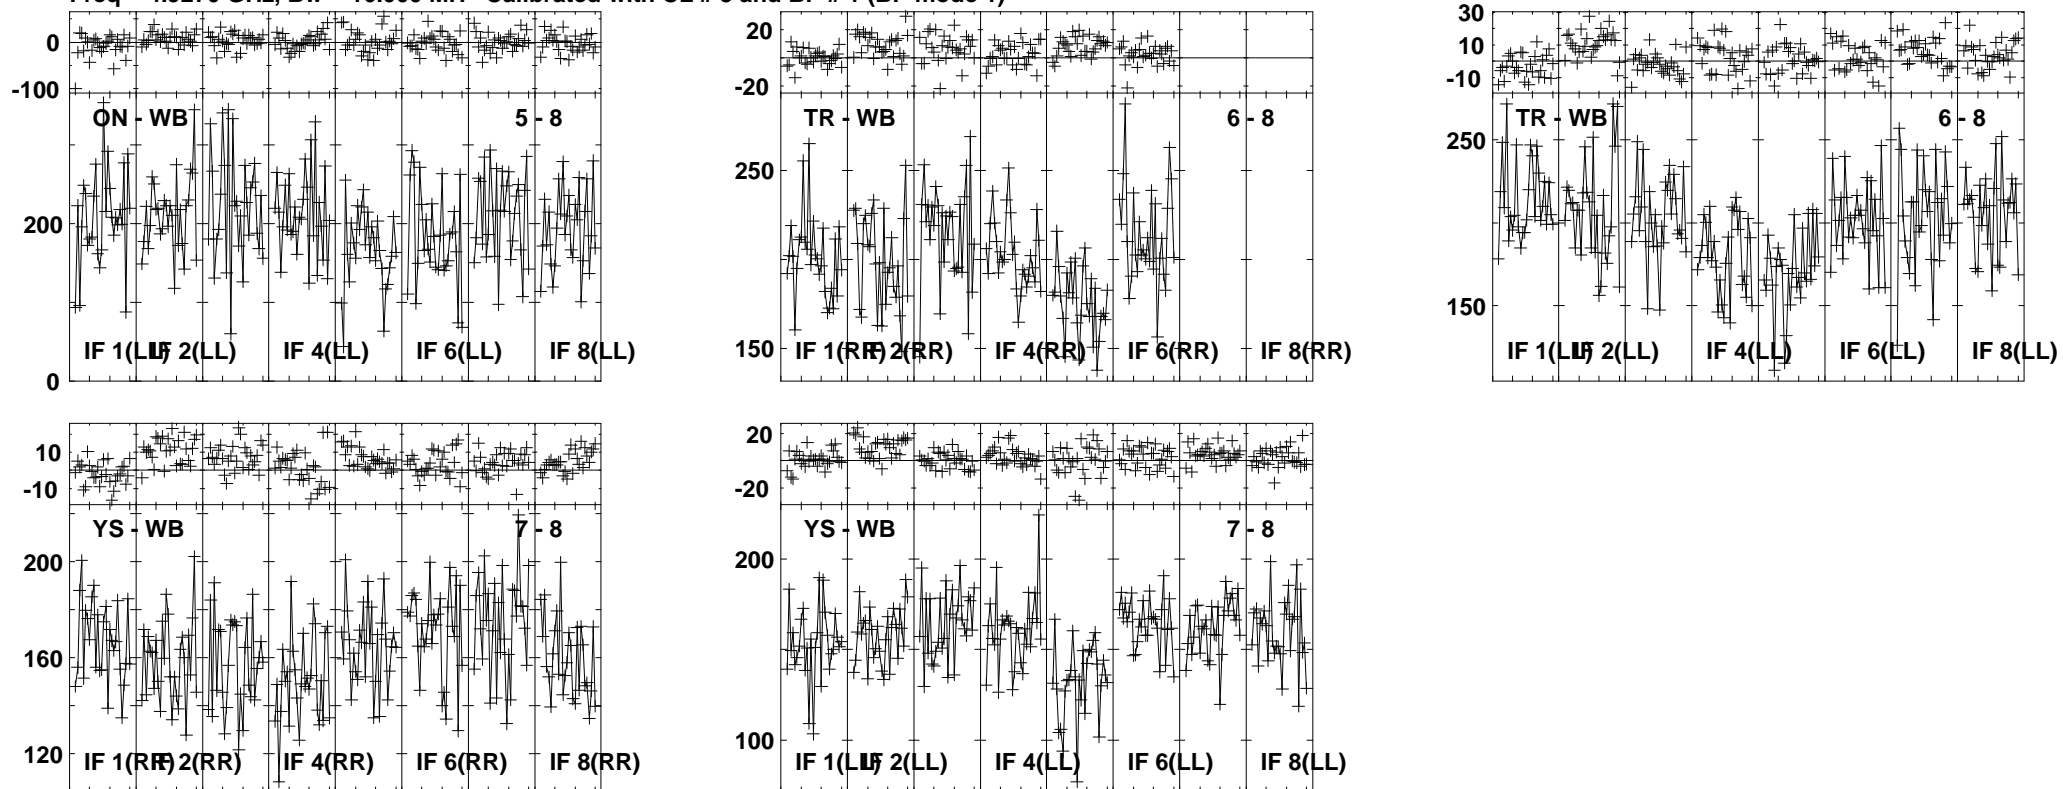 0
-100
ON - WB 5 - 8
200
0
IF 1(LL) IF 2(LL) IF 4(LL) IF 6(LL) IF 8(LL)
20
-20
TR - WB 6 - 8
250
150
IF 1(RR) IF 2(RR) IF 4(RR) IF 6(RR) IF 8(RR)
30
10
-10
TR - WB 6 - 8
250
150
IF 1(LL) IF 2(LL) IF 4(LL) IF 6(LL) IF 8(LL)
10
-10
YS - WB 7 - 8
200
160
120
IF 1(RR) IF 2(RR) IF 4(RR) IF 6(RR) IF 8(RR)
20
-20
YS - WB 7 - 8
200
100
IF 1(LL) IF 2(LL) IF 4(LL) IF 6(LL) IF 8(LL)